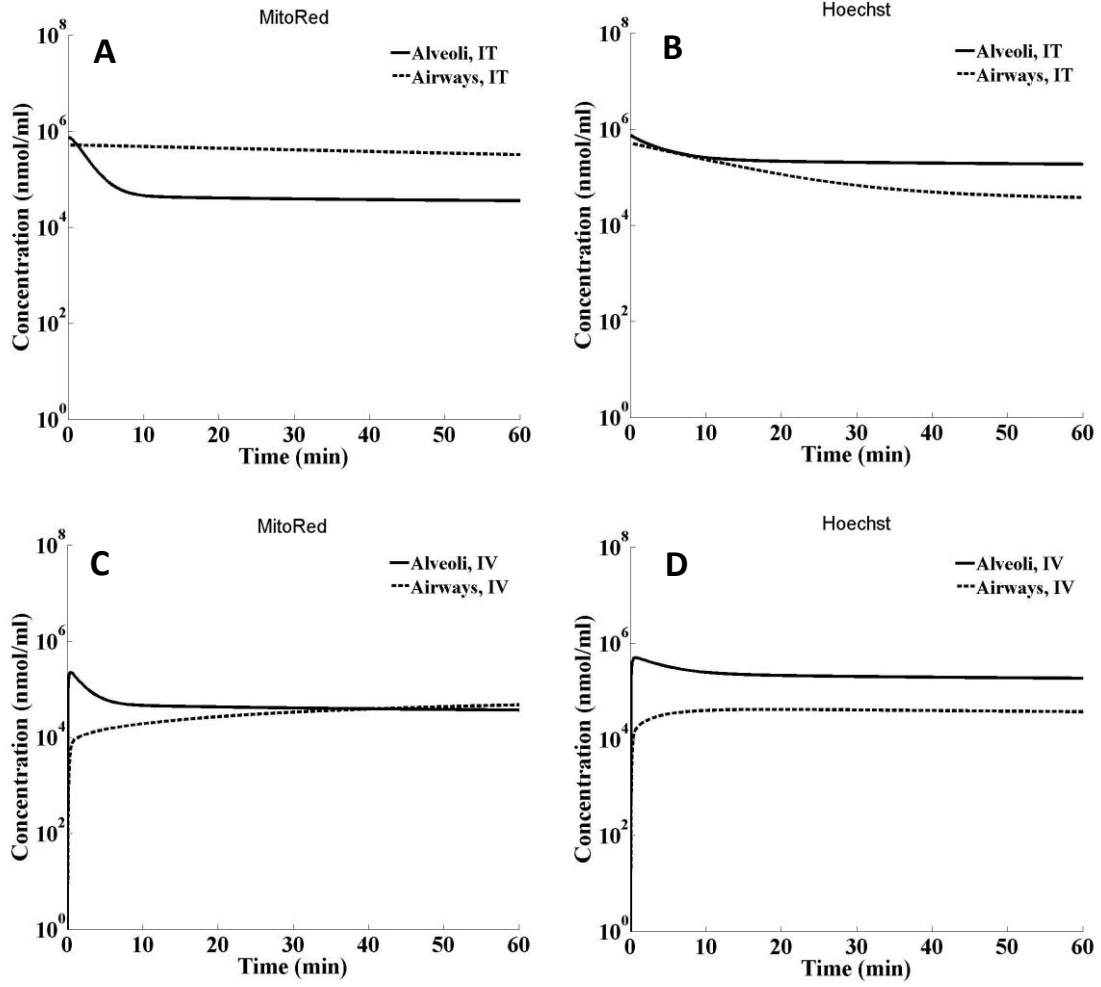 MitoRed
A
Alveoli, IT
Airways, IT
Concentration (nmol/ml)
10^8
10^6
10^4
10^2
10^0
0 10 20 30 40 50 60
Time (min)
Hoechst
B
Alveoli, IT
Airways, IT
Concentration (nmol/ml)
10^8
10^6
10^4
10^2
10^0
0 10 20 30 40 50 60
Time (min)
MitoRed
C
Alveoli, IV
Airways, IV
Concentration (nmol/ml)
10^8
10^6
10^4
10^2
10^0
0 10 20 30 40 50 60
Time (min)
Hoechst
D
Alveoli, IV
Airways, IV
Concentration (nmol/ml)
10^8
10^6
10^4
10^2
10^0
0 10 20 30 40 50 60
Time (min)